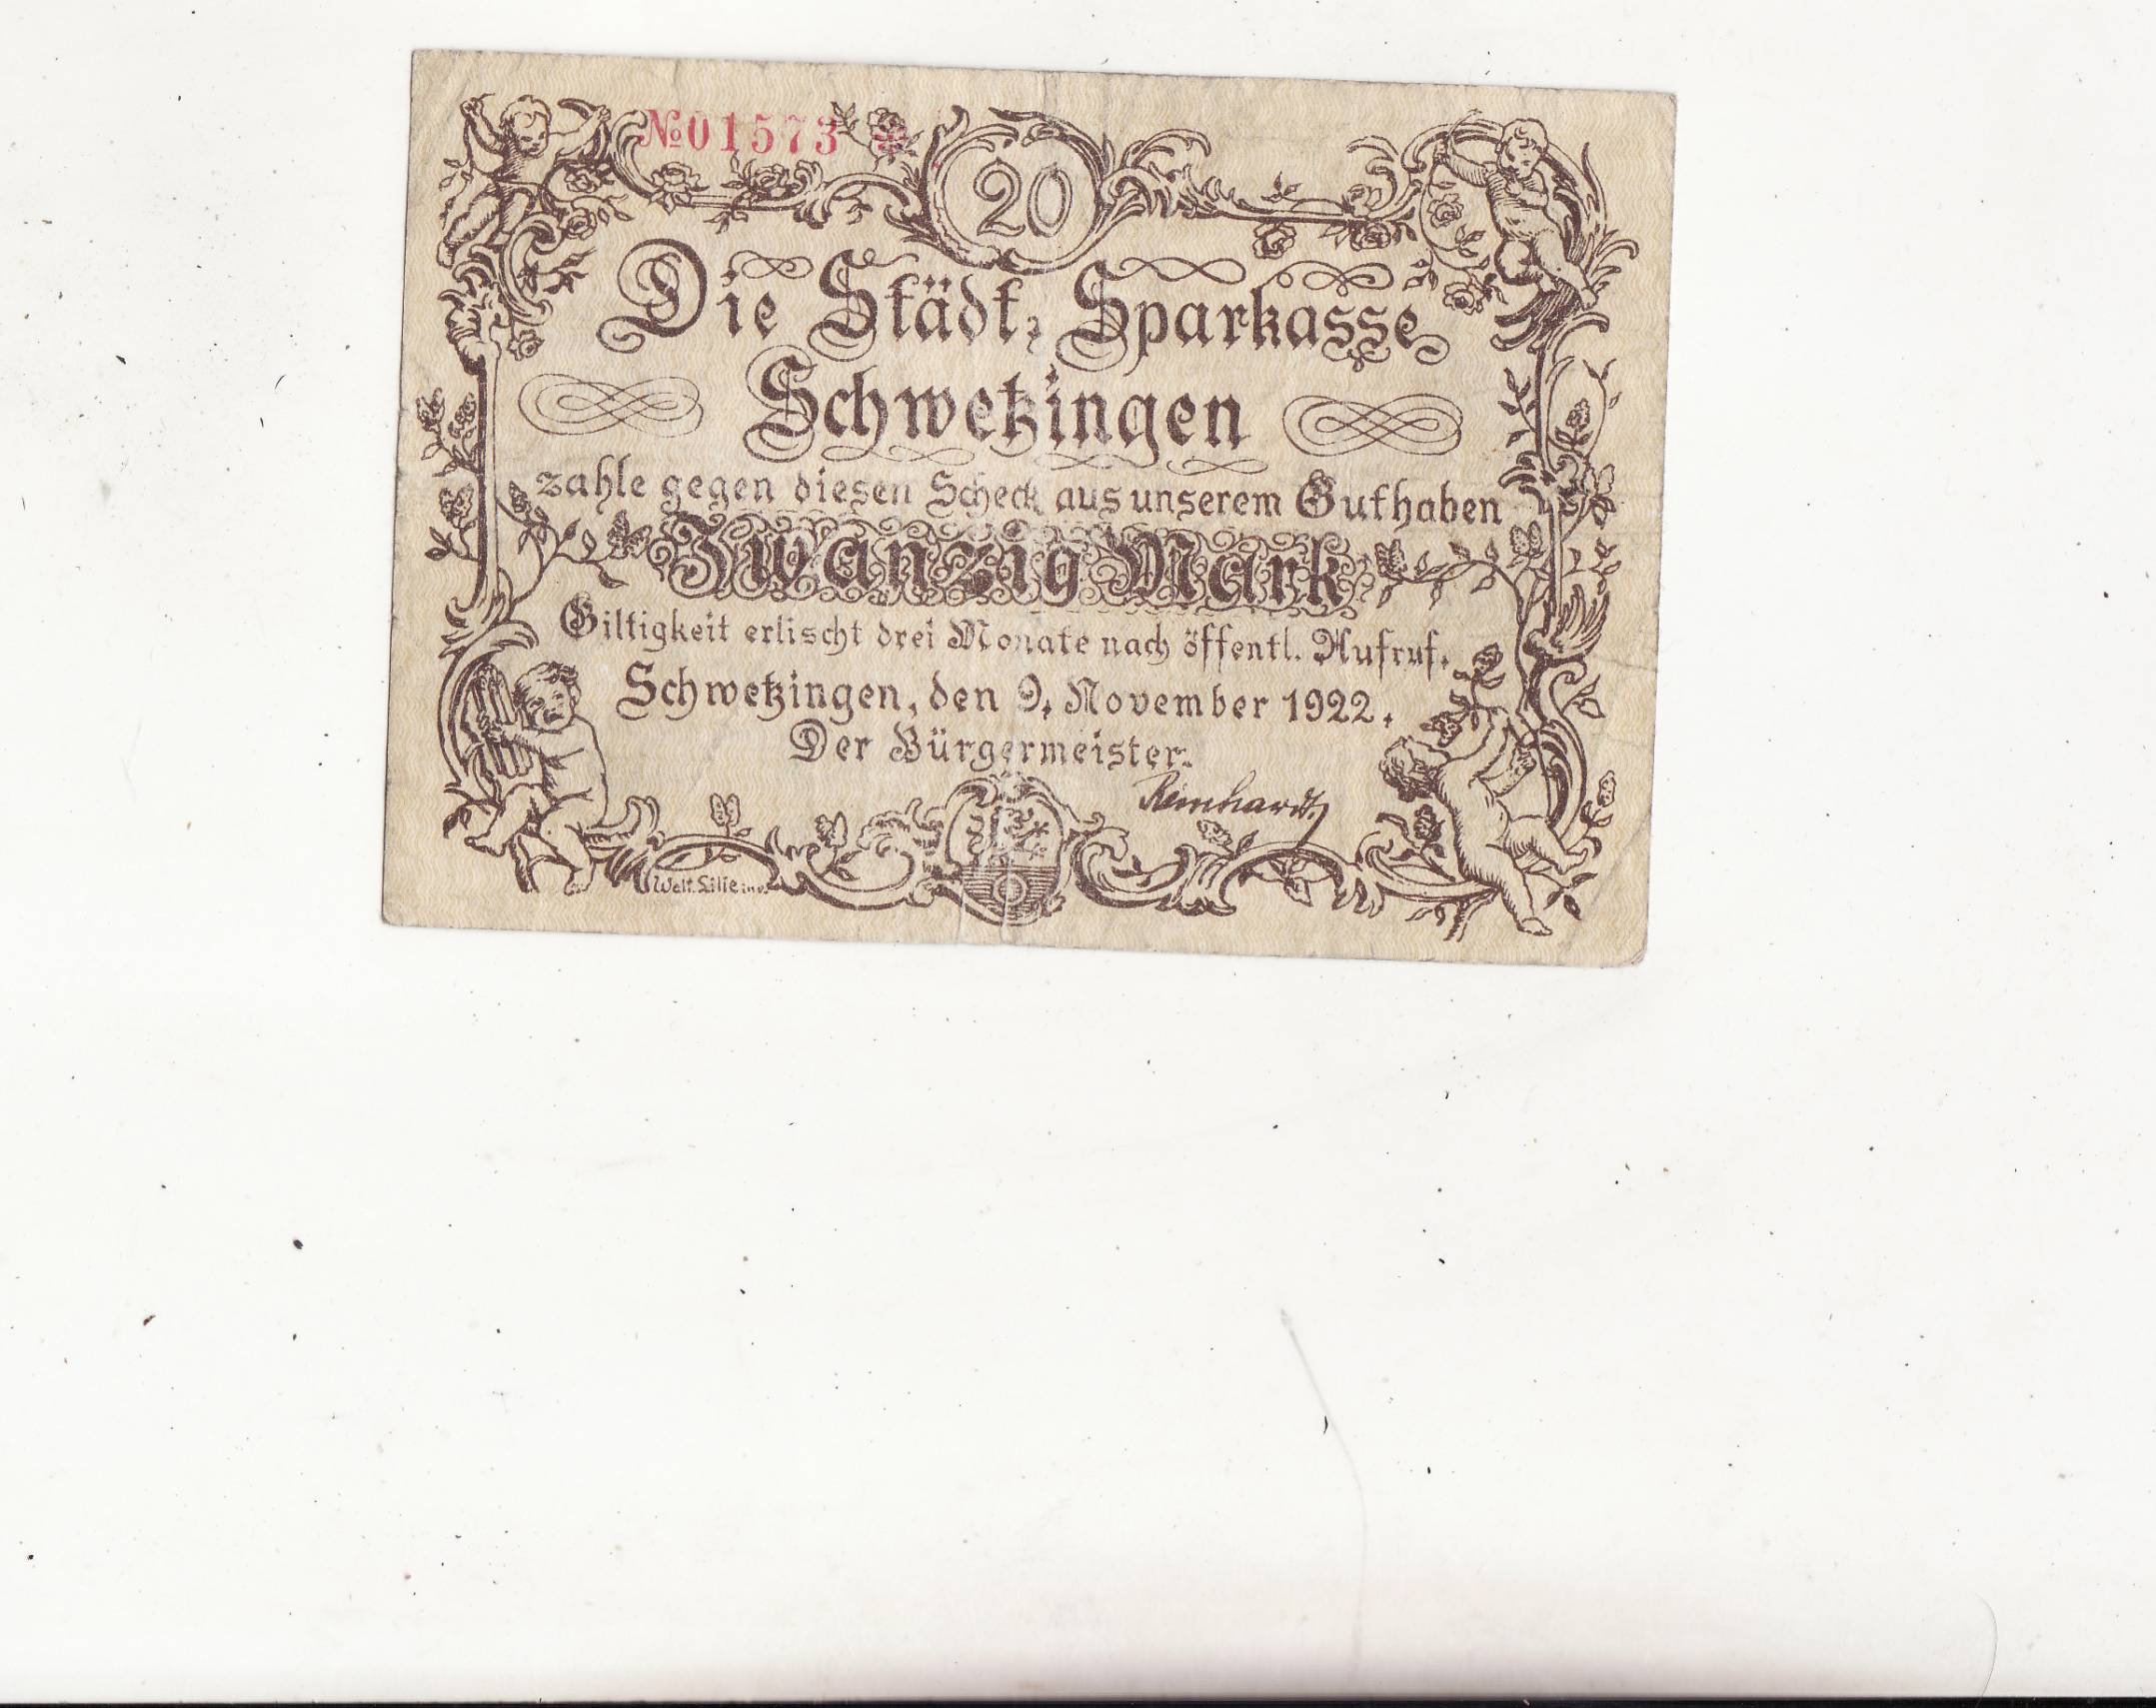 №01573 *
20
Die Städt. Sparkasse
Schwetzingen
zahle gegen diesen Scheck aus unserem Guthaben
Zwanzig Mark
Giltigkeit erlischt drei Monate nach öffentl. Aufruf.
Schwetzingen, den 9. November 1922.
Der Bürgermeister:
Reinhardt